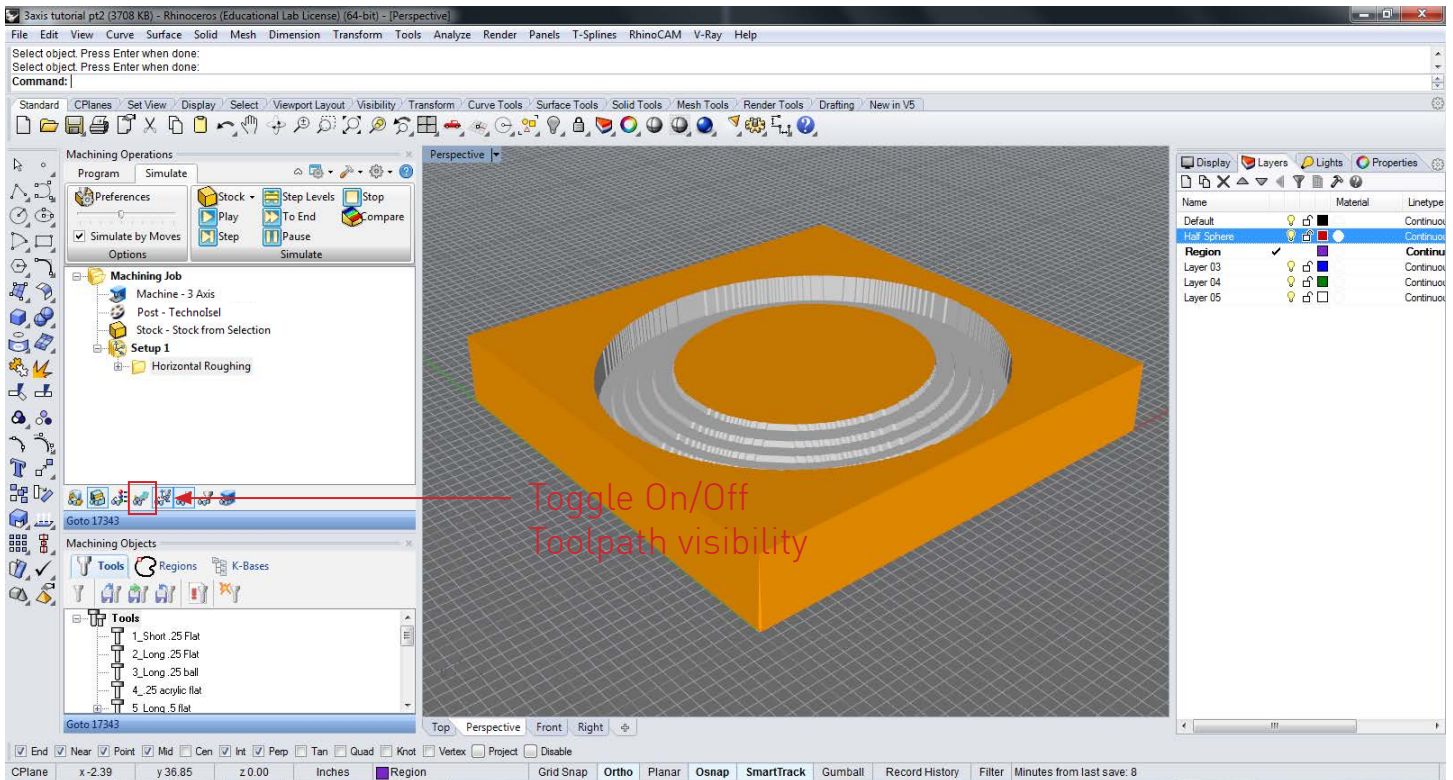 3axis tutorial pt2 (3708 KB) - Rhinoceros (Educational Lab License) (64-bit) - [Perspective]
File Edit View Curve Surface Solid Mesh Dimension Transform Tools Analyze Render Panels T-Splines RhinoCAM V-Ray Help
Select object. Press Enter when done:
Select object. Press Enter when done:
Command:
Standard CPlanes Set View Display Select Viewport Layout Visibility Transform Curve Tools Surface Tools Solid Tools Mesh Tools Render Tools Drafting New in V5
Machining Operations
Program Simulate
Preferences
Simulate by Moves
Options
Stock Step Levels Stop
Play To End Compare
Step Pause
Simulate
Machining Job
Machine - 3 Axis
Post - TechnoIsel
Stock - Stock from Selection
Setup 1
Horizontal Roughing
Goto 17343
Machining Objects
Tools Regions K-Bases
Tools
1_Short .25 Flat
2_Long .25 Flat
3_Long .25 ball
4_.25 acrylic flat
5_Long .5 flat
Goto 17343
Perspective
Toggle On/Off
Toolpath visibility
Top Perspective Front Right
Display Layers Lights Properties
Name Material Linetype
Default Continuou
Half Sphere Continuou
Region Continu
Layer 03 Continuou
Layer 04 Continuou
Layer 05 Continuou
End Near Point Mid Cen Int Perp Tan Quad Knot Vertex Project Disable
CPlane x -2.39 y 36.85 z 0.00 Inches Region Grid Snap Ortho Planar Osnap SmartTrack Gumball Record History Filter Minutes from last save: 8